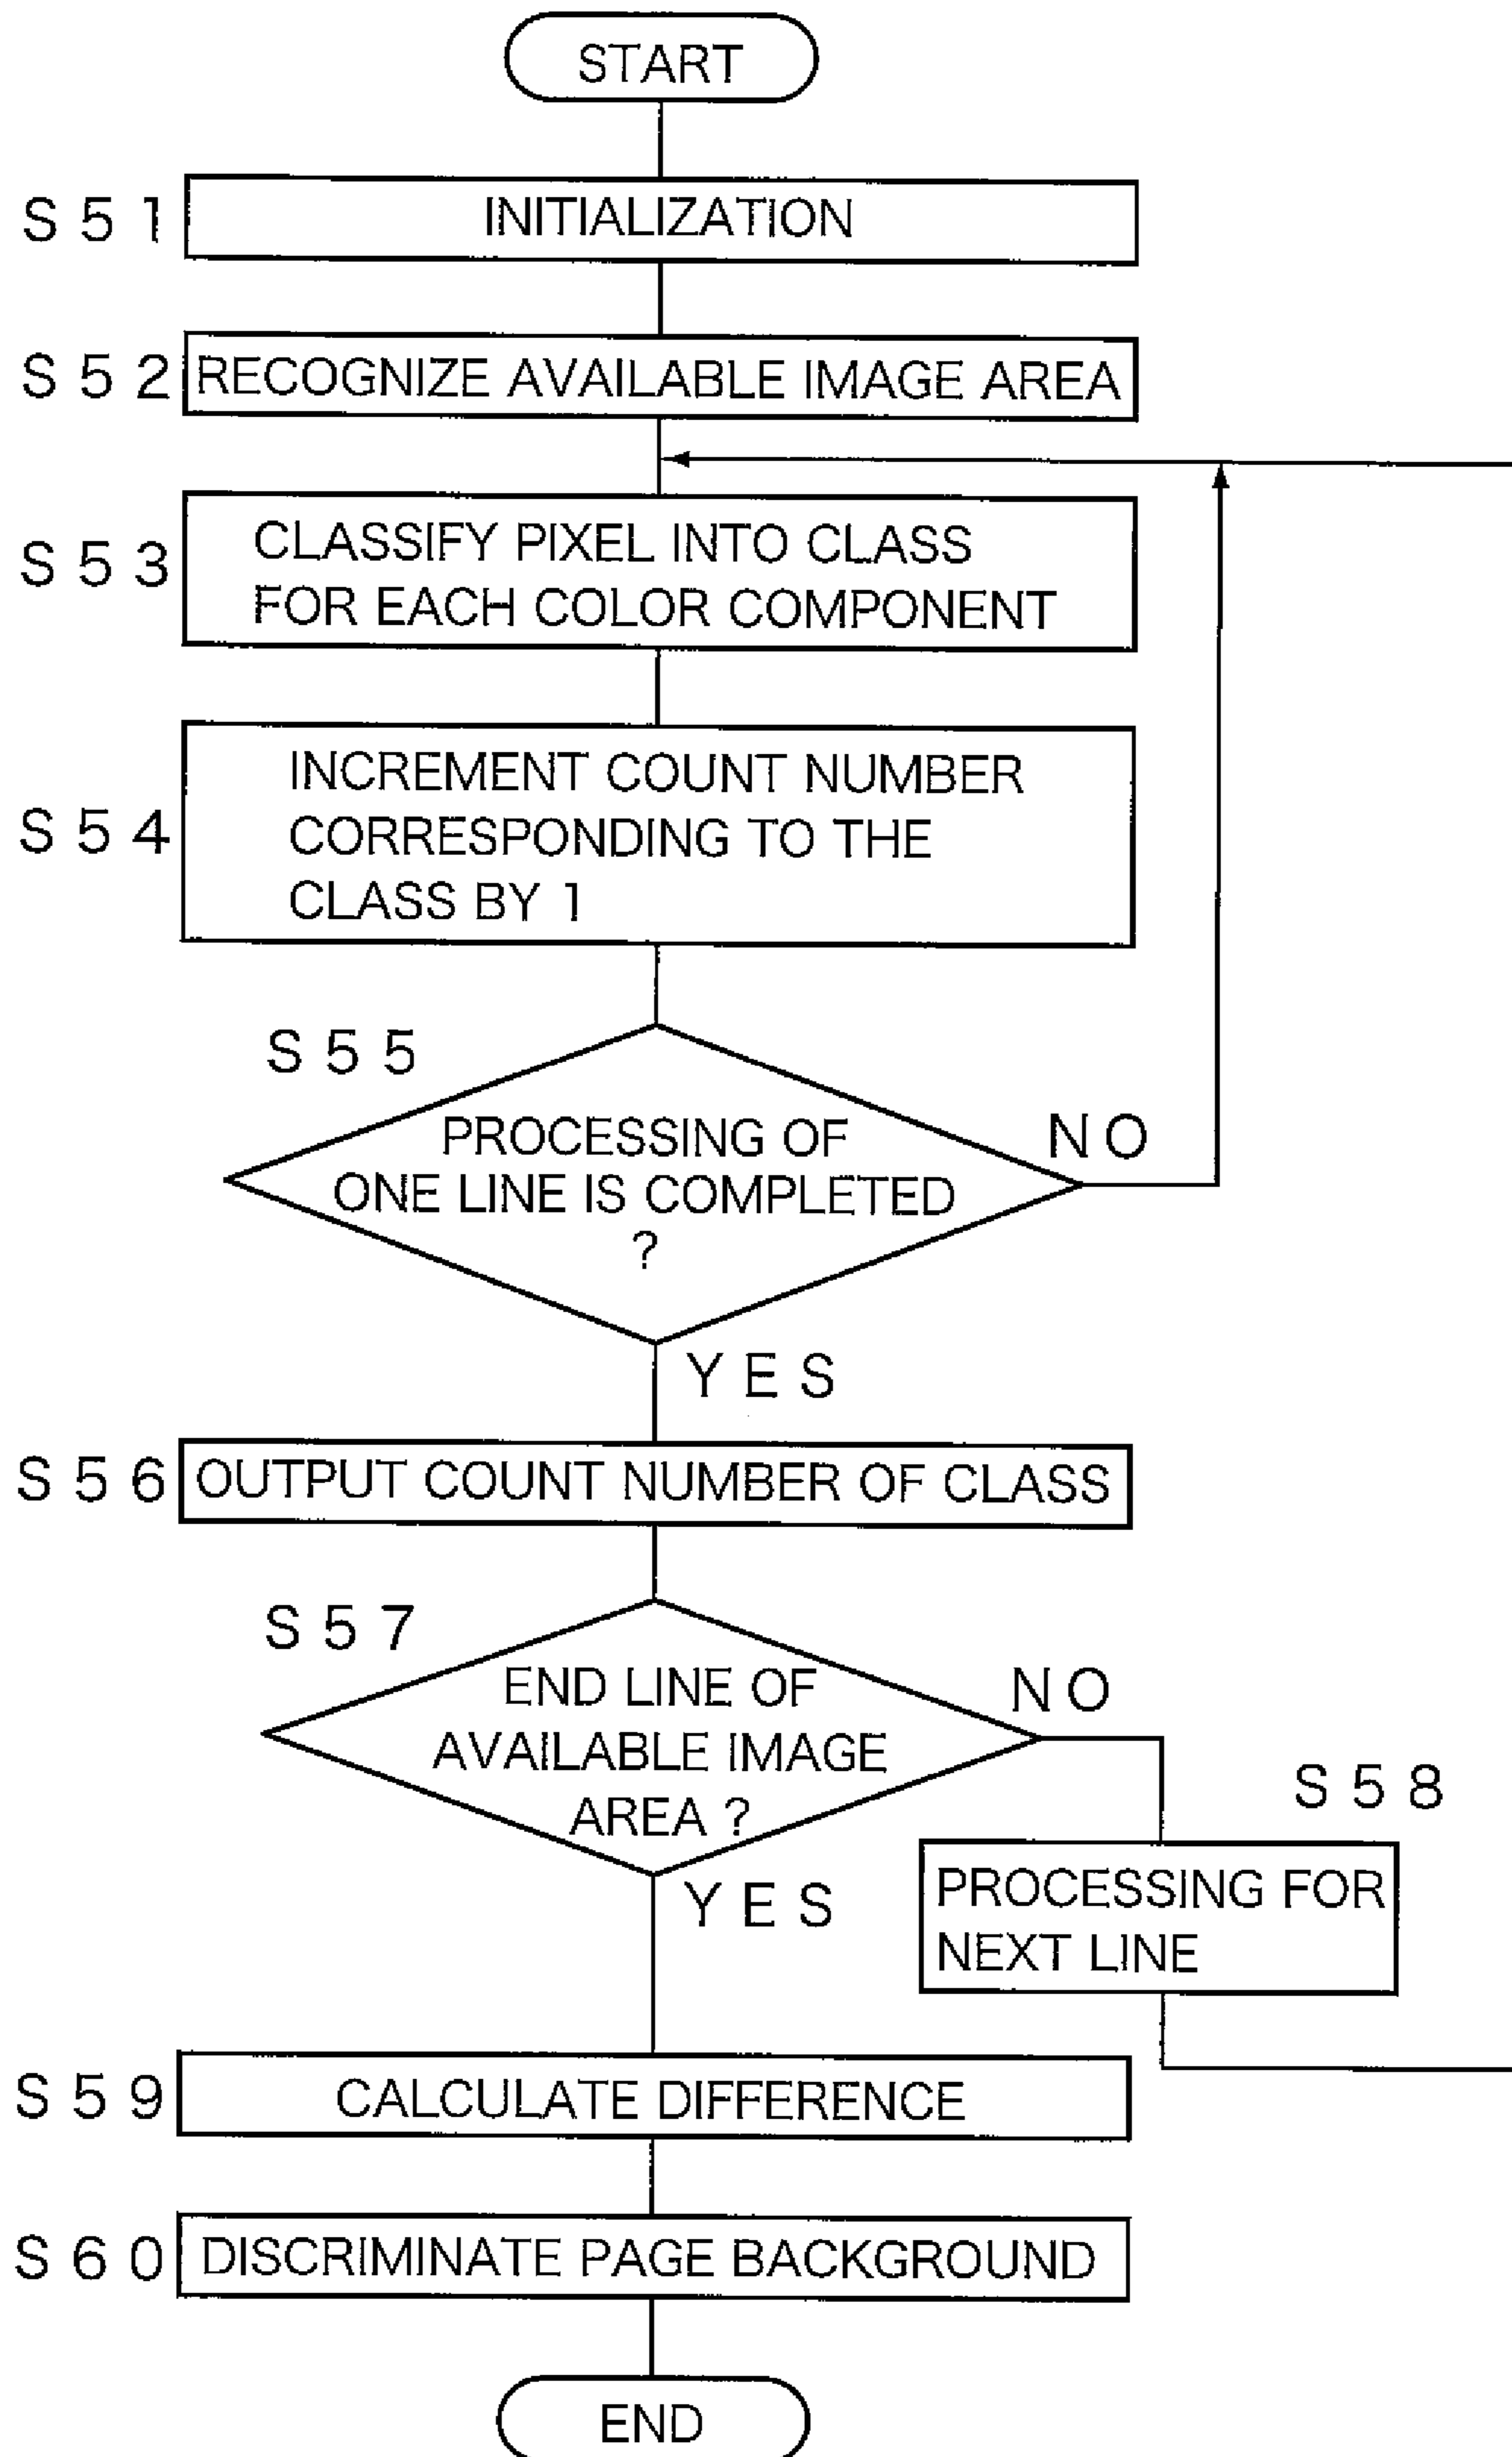 START
S 5 1
INITIALIZATION
S 5 2
RECOGNIZE AVAILABLE IMAGE AREA
S 5 3
CLASSIFY PIXEL INTO CLASS
FOR EACH COLOR COMPONENT
S 5 4
INCREMENT COUNT NUMBER
CORRESPONDING TO THE
CLASS BY 1
S 5 5
PROCESSING OF
ONE LINE IS COMPLETED
?
N O
Y E S
S 5 6
OUTPUT COUNT NUMBER OF CLASS
S 5 7
END LINE OF
AVAILABLE IMAGE
AREA ?
N O
Y E S
S 5 8
PROCESSING FOR
NEXT LINE
S 5 9
CALCULATE DIFFERENCE
S 6 0
DISCRIMINATE PAGE BACKGROUND
END